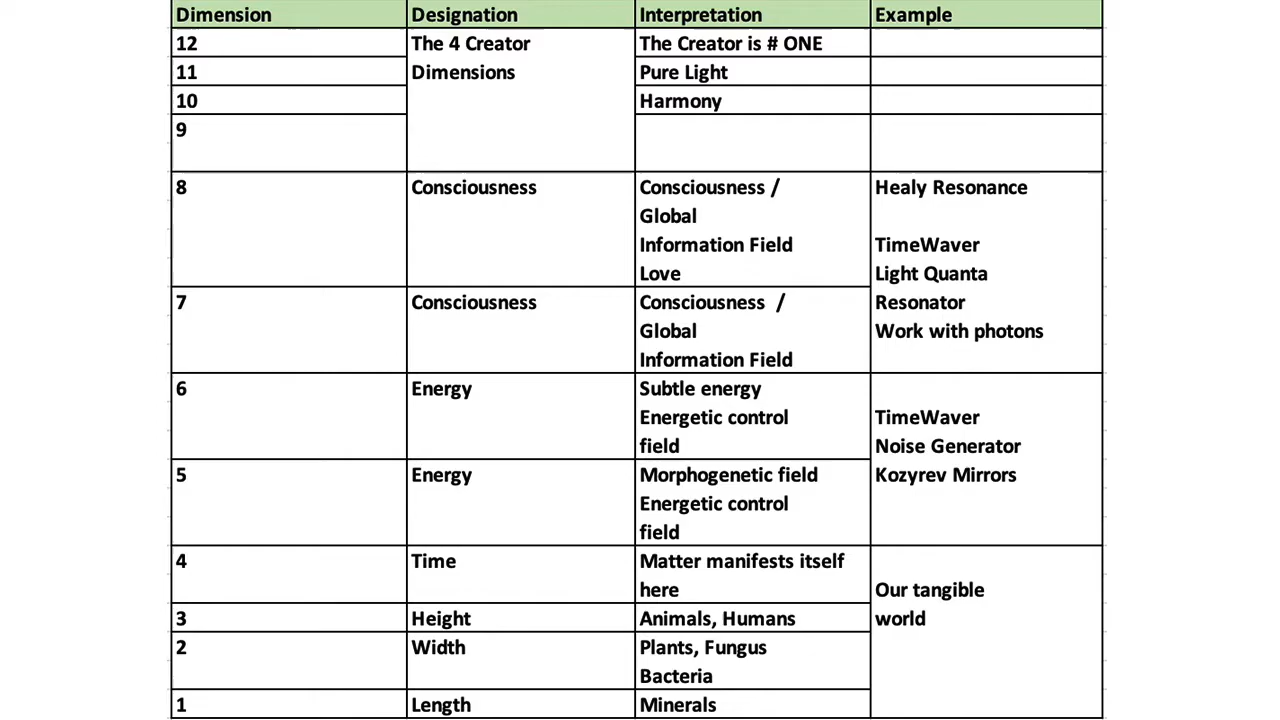 Dimension Designation Interpretation Example
12 The 4 Creator The Creator is # ONE
11 Dimensions Pure Light
10 Harmony
9
8 Consciousness Consciousness / Healy Resonance
Global
Information Field TimeWaver
Love Light Quanta
7 Consciousness Consciousness / Resonator
Global Work with photons
Information Field
6 Energy Subtle energy
Energetic control TimeWaver
field Noise Generator
5 Energy Morphogenetic field Kozyrev Mirrors
Energetic control
field
4 Time Matter manifests itself
here Our tangible
3 Height Animals, Humans world
2 Width Plants, Fungus
Bacteria
1 Length Minerals